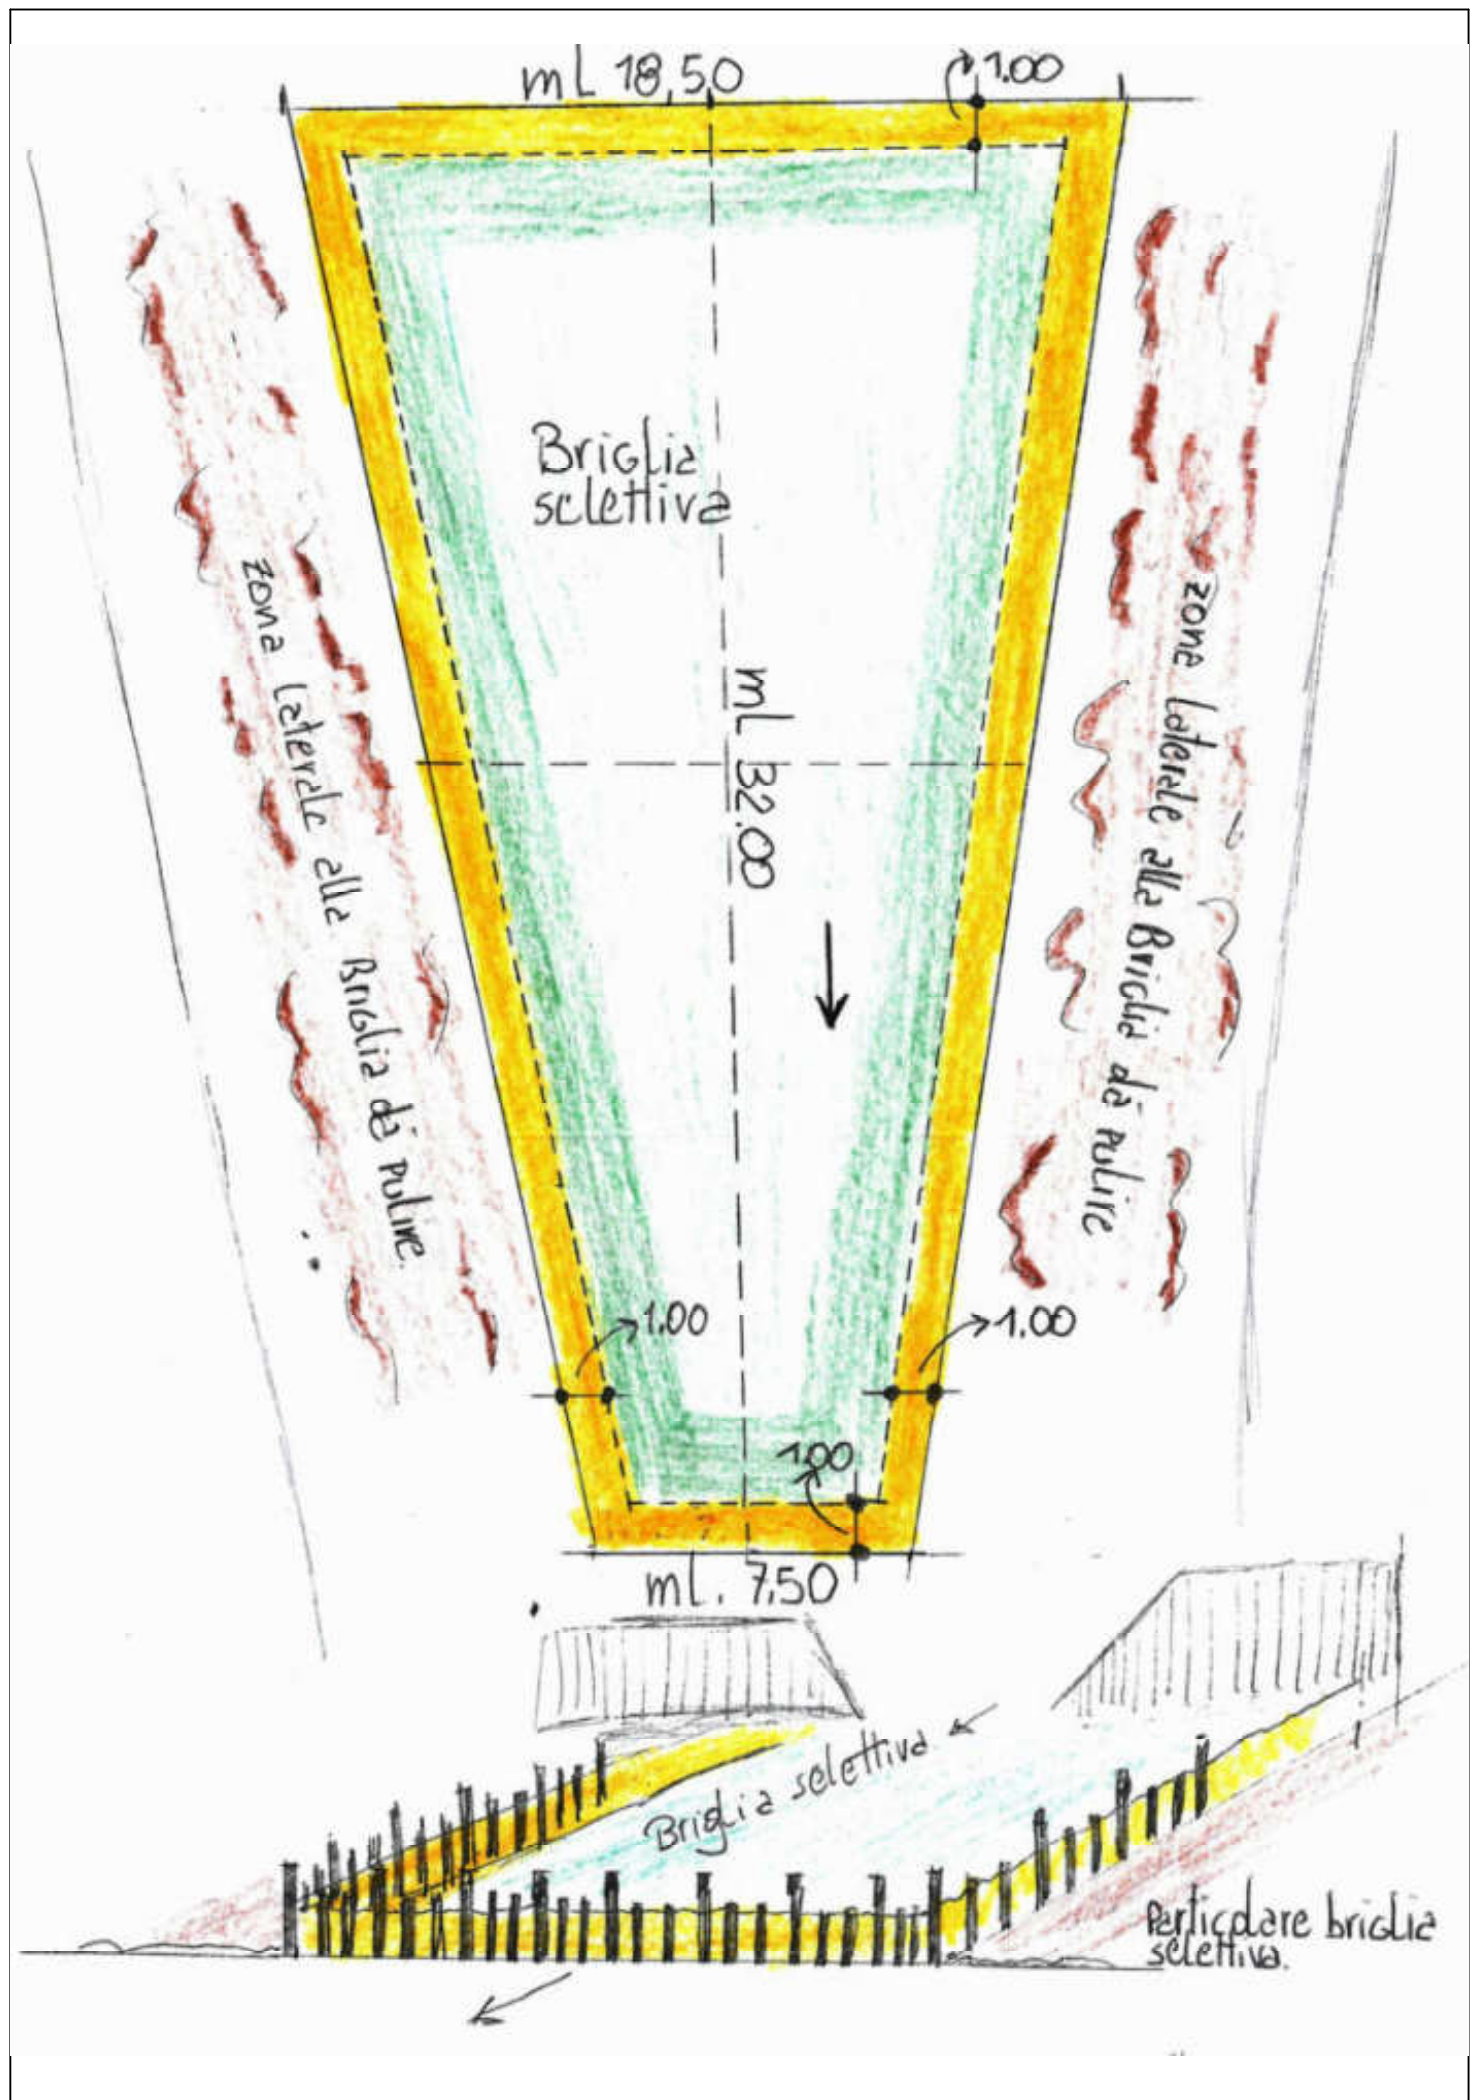 ml 18,50
1.00
Briglia
selettiva
zona laterale alla Briglia da pulire.
zona laterale alla Briglia da pulire
ml 32.00
1.00
1.00
1.00
ml. 7,50
Briglia selettiva
Particolare briglia
selettiva.